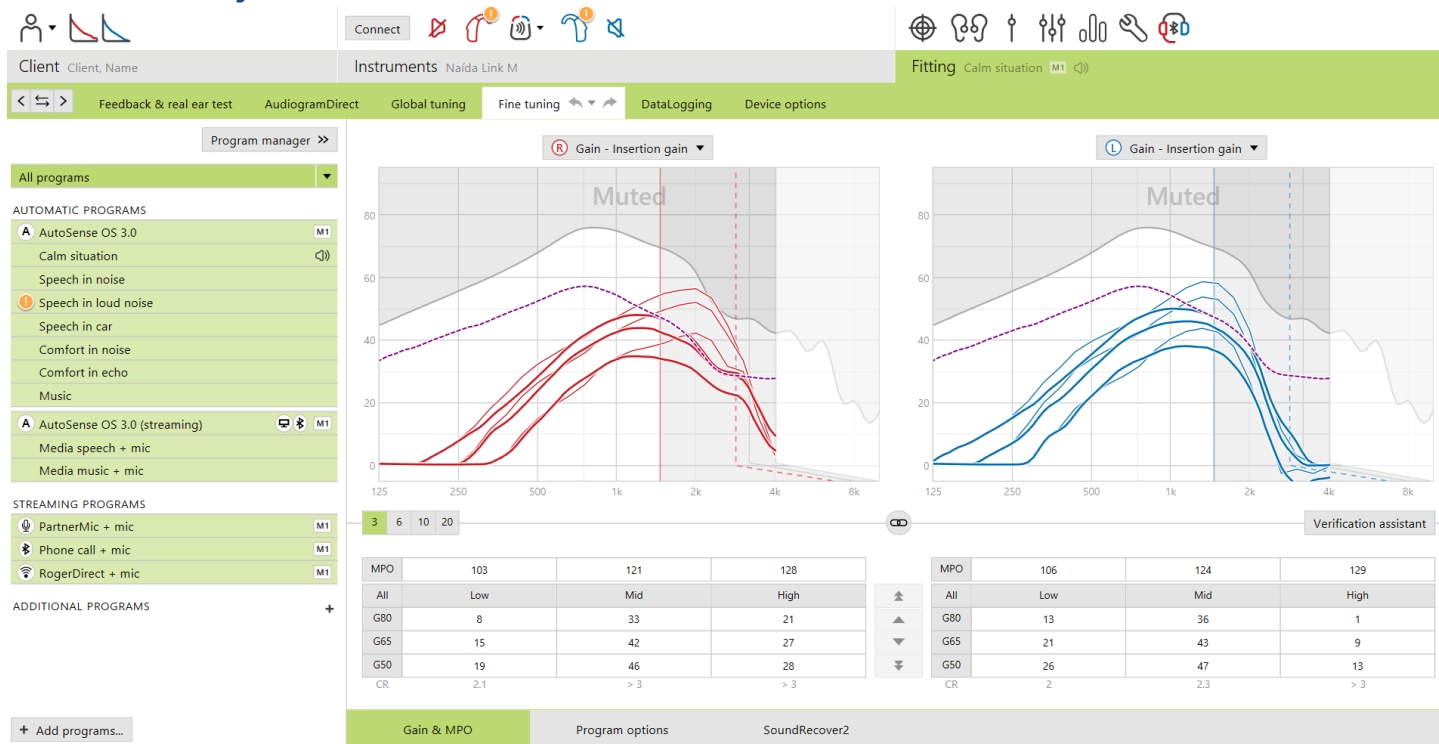 Connect
Client Client, Name
Instruments Naída Link M
Fitting Calm situation M1
Feedback & real ear test AudiogramDirect Global tuning Fine tuning DataLogging Device options
Program manager
All programs
AUTOMATIC PROGRAMS
A AutoSense OS 3.0 M1
Calm situation
Speech in noise
! Speech in loud noise
Speech in car
Comfort in noise
Comfort in echo
Music
A AutoSense OS 3.0 (streaming) M1
Media speech + mic
Media music + mic
STREAMING PROGRAMS
PartnerMic + mic M1
Phone call + mic M1
RogerDirect + mic M1
ADDITIONAL PROGRAMS +
+ Add programs...
R Gain - Insertion gain
Muted
80
60
40
20
0
125 250 500 1k 2k 4k 8k
L Gain - Insertion gain
Muted
80
60
40
20
0
125 250 500 1k 2k 4k 8k
3 6 10 20
Verification assistant
MPO 103 121 128
All Low Mid High
G80 8 33 21
G65 15 42 27
G50 19 46 28
CR 2.1 > 3 > 3
MPO 106 124 129
All Low Mid High
G80 13 36 1
G65 21 43 9
G50 26 47 13
CR 2 2.3 > 3
Gain & MPO Program options SoundRecover2